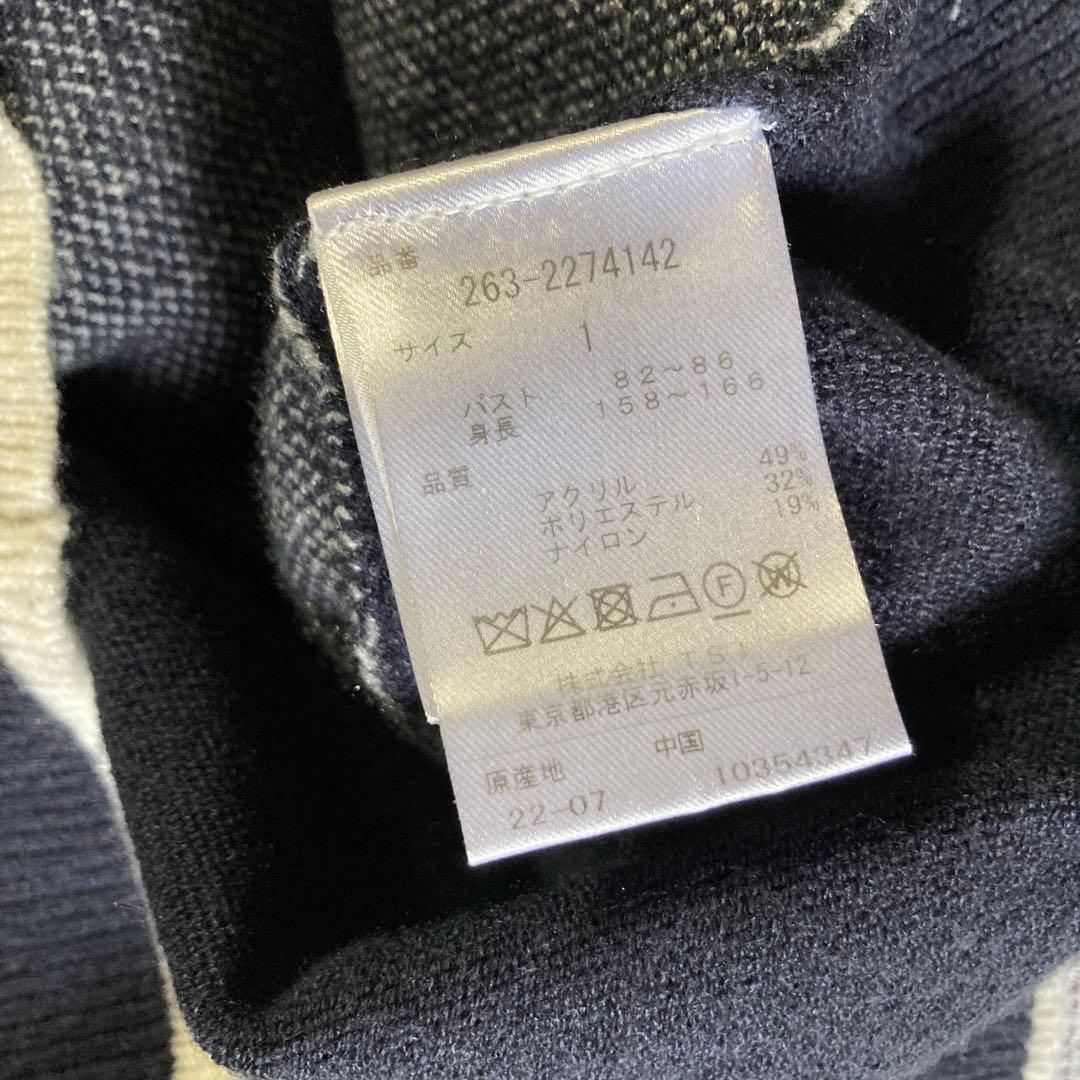 品番
263-2274142
サイズ 1
バスト 82〜86
身長 158〜166
品質
アクリル 49%
ポリエステル 32%
ナイロン 19%
F W
株式会社 TSI
東京都港区元赤坂1-5-12
原産地 中国
22-07 10354347